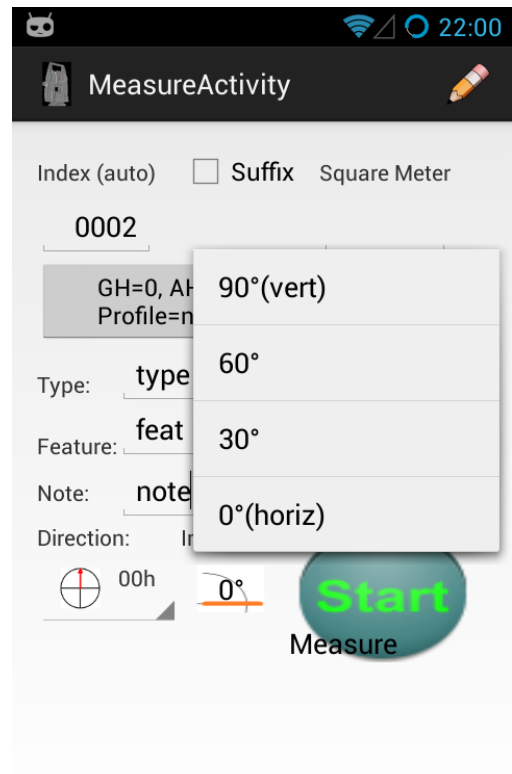 22:00
MeasureActivity
Index (auto) Suffix Square Meter
0002
GH=0, AH
Profile=n
90°(vert)
60°
30°
0°(horiz)
Type: type
Feature: feat
Note: note
Direction: In
00h 0° Start
Measure